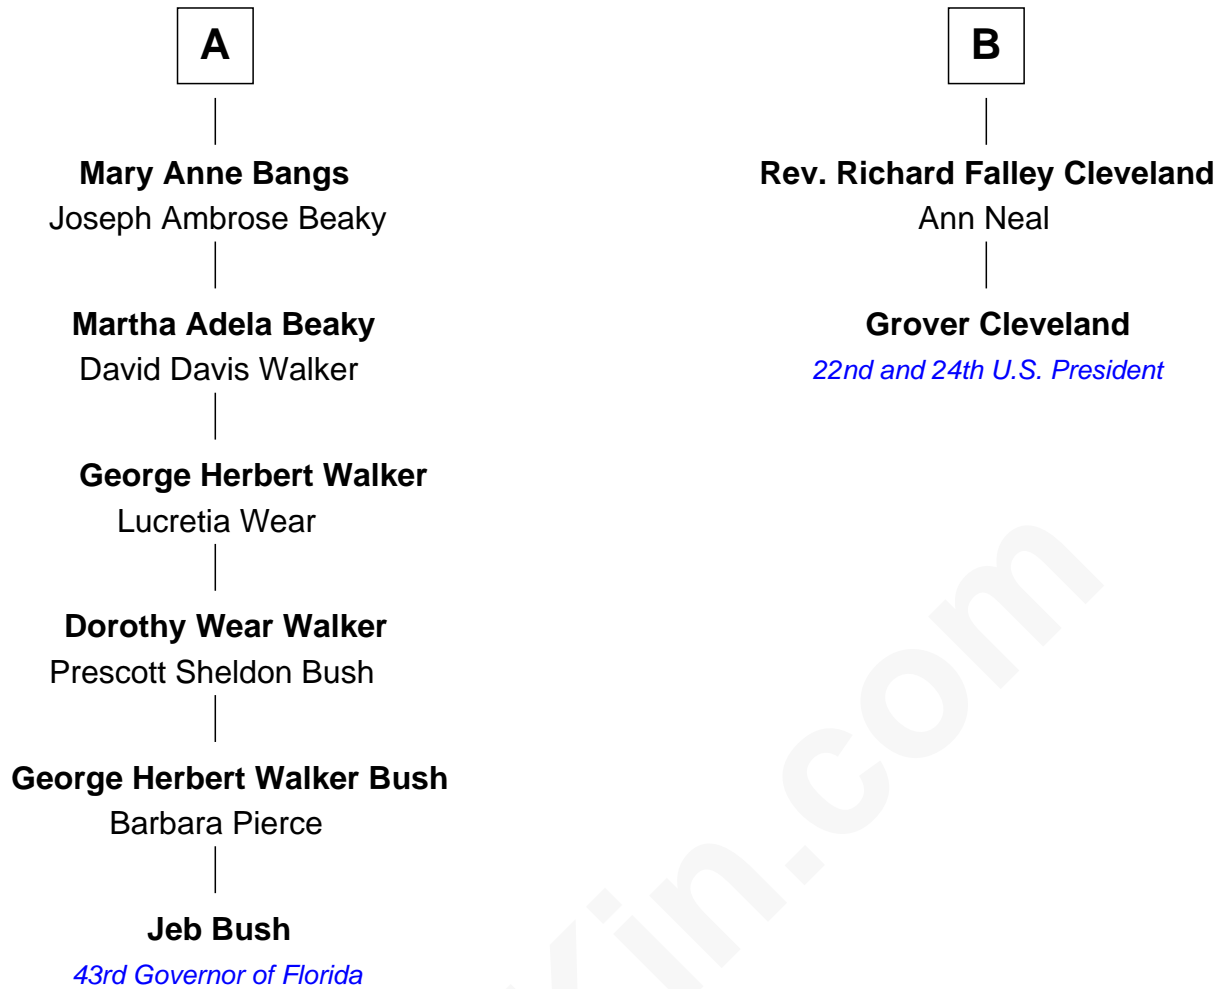 A
Mary Anne Bangs
Joseph Ambrose Beaky
Martha Adela Beaky
David Davis Walker
George Herbert Walker
Lucretia Wear
Dorothy Wear Walker
Prescott Sheldon Bush
George Herbert Walker Bush
Barbara Pierce
Jeb Bush
43rd Governor of Florida
B
Rev. Richard Falley Cleveland
Ann Neal
Grover Cleveland
22nd and 24th U.S. President
Kin.com